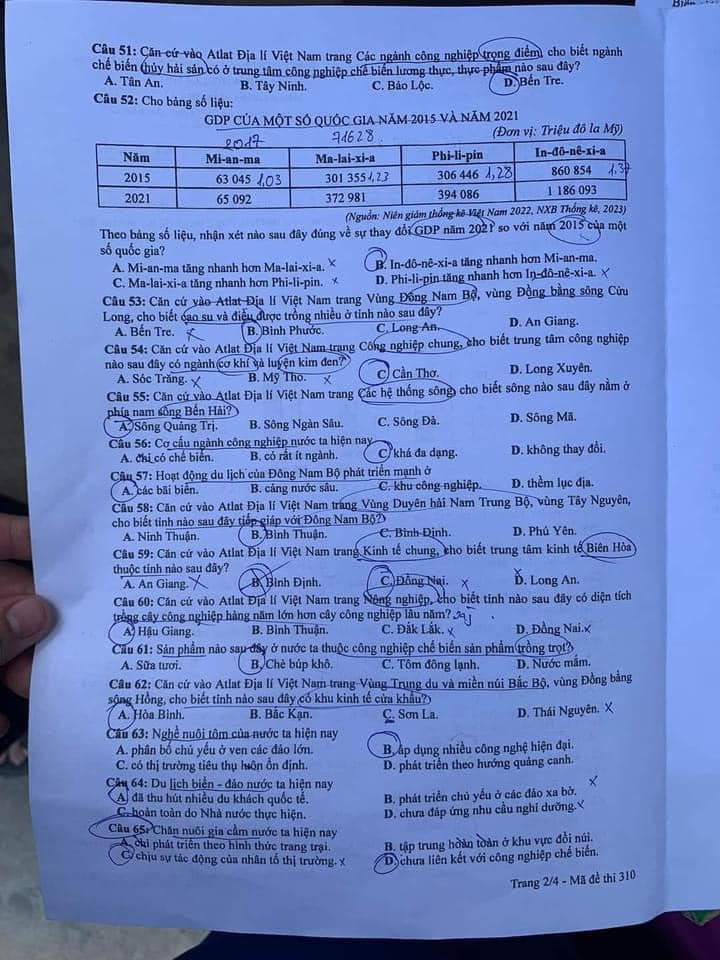 Câu 51: Căn cứ vào Atlat Địa lí Việt Nam trang Các ngành công nghiệp trọng điểm, cho biết ngành
chế biến thủy hải sản có ở trung tâm công nghiệp chế biến lương thực, thực phẩm nào sau đây?
A. Tân An. B. Tây Ninh. C. Bảo Lộc. D. Bến Tre.
Câu 52: Cho bảng số liệu:
GDP CỦA MỘT SỐ QUỐC GIA NĂM 2015 VÀ NĂM 2021
2017 71628
(Đơn vị: Triệu đô la Mỹ)
Năm Mi-an-ma Ma-lai-xi-a Phi-li-pin In-đô-nê-xi-a
2015 63 045 1,03 301 355 1,23 306 446 1,28 860 854 1,37
2021 65 092 372 981 394 086 1 186 093
(Nguồn: Niên giám thống kê Việt Nam 2022, NXB Thống kê, 2023)
Theo bảng số liệu, nhận xét nào sau đây đúng về sự thay đổi GDP năm 2021 so với năm 2015 của một
số quốc gia?
A. Mi-an-ma tăng nhanh hơn Ma-lai-xi-a. B. In-đô-nê-xi-a tăng nhanh hơn Mi-an-ma.
C. Ma-lai-xi-a tăng nhanh hơn Phi-li-pin. D. Phi-li-pin tăng nhanh hơn In-đô-nê-xi-a.
Câu 53: Căn cứ vào Atlat Địa lí Việt Nam trang Vùng Đông Nam Bộ, vùng Đồng bằng sông Cửu
Long, cho biết cao su và điều được trồng nhiều ở tỉnh nào sau đây?
A. Bến Tre. B. Bình Phước. C. Long An. D. An Giang.
Câu 54: Căn cứ vào Atlat Địa lí Việt Nam trang Công nghiệp chung, cho biết trung tâm công nghiệp
nào sau đây có ngành cơ khí và luyện kim đen?
A. Sóc Trăng. B. Mỹ Tho. C. Cần Thơ. D. Long Xuyên.
Câu 55: Căn cứ vào Atlat Địa lí Việt Nam trang Các hệ thống sông, cho biết sông nào sau đây nằm ở
phía nam sông Bến Hải?
A. Sông Quảng Trị. B. Sông Ngàn Sâu. C. Sông Đà. D. Sông Mã.
Câu 56: Cơ cấu ngành công nghiệp nước ta hiện nay
A. chỉ có chế biến. B. có rất ít ngành. C. khá đa dạng. D. không thay đổi.
Câu 57: Hoạt động du lịch của Đông Nam Bộ phát triển mạnh ở
A. các bãi biển. B. cảng nước sâu. C. khu công nghiệp. D. thềm lục địa.
Câu 58: Căn cứ vào Atlat Địa lí Việt Nam trang Vùng Duyên hải Nam Trung Bộ, vùng Tây Nguyên,
cho biết tỉnh nào sau đây tiếp giáp với Đông Nam Bộ?
A. Ninh Thuận. B. Bình Thuận. C. Bình Định. D. Phú Yên.
Câu 59: Căn cứ vào Atlat Địa lí Việt Nam trang Kinh tế chung, cho biết trung tâm kinh tế Biên Hòa
thuộc tỉnh nào sau đây?
A. An Giang. B. Bình Định. C. Đồng Nai. D. Long An.
Câu 60: Căn cứ vào Atlat Địa lí Việt Nam trang Nông nghiệp, cho biết tỉnh nào sau đây có diện tích
trồng cây công nghiệp hàng năm lớn hơn cây công nghiệp lâu năm?
A. Hậu Giang. B. Bình Thuận. C. Đắk Lắk. D. Đồng Nai.
Câu 61: Sản phẩm nào sau đây ở nước ta thuộc công nghiệp chế biến sản phẩm trồng trọt?
A. Sữa tươi. B. Chè búp khô. C. Tôm đông lạnh. D. Nước mắm.
Câu 62: Căn cứ vào Atlat Địa lí Việt Nam trang Vùng Trung du và miền núi Bắc Bộ, vùng Đồng bằng
sông Hồng, cho biết tỉnh nào sau đây có khu kinh tế cửa khẩu?
A. Hòa Bình. B. Bắc Kạn. C. Sơn La. D. Thái Nguyên.
Câu 63: Nghề nuôi tôm của nước ta hiện nay
A. phân bố chủ yếu ở ven các đảo lớn. B. áp dụng nhiều công nghệ hiện đại.
C. có thị trường tiêu thụ luôn ổn định. D. phát triển theo hướng quảng canh.
Câu 64: Du lịch biển - đảo nước ta hiện nay
A. đã thu hút nhiều du khách quốc tế. B. phát triển chủ yếu ở các đảo xa bờ.
C. hoàn toàn do Nhà nước thực hiện. D. chưa đáp ứng nhu cầu nghỉ dưỡng.
Câu 65: Chăn nuôi gia cầm nước ta hiện nay
A. chỉ phát triển theo hình thức trang trại. B. tập trung hoàn toàn ở khu vực đồi núi.
C. chịu sự tác động của nhân tố thị trường. D. chưa liên kết với công nghiệp chế biến.
Trang 2/4 - Mã đề thi 310